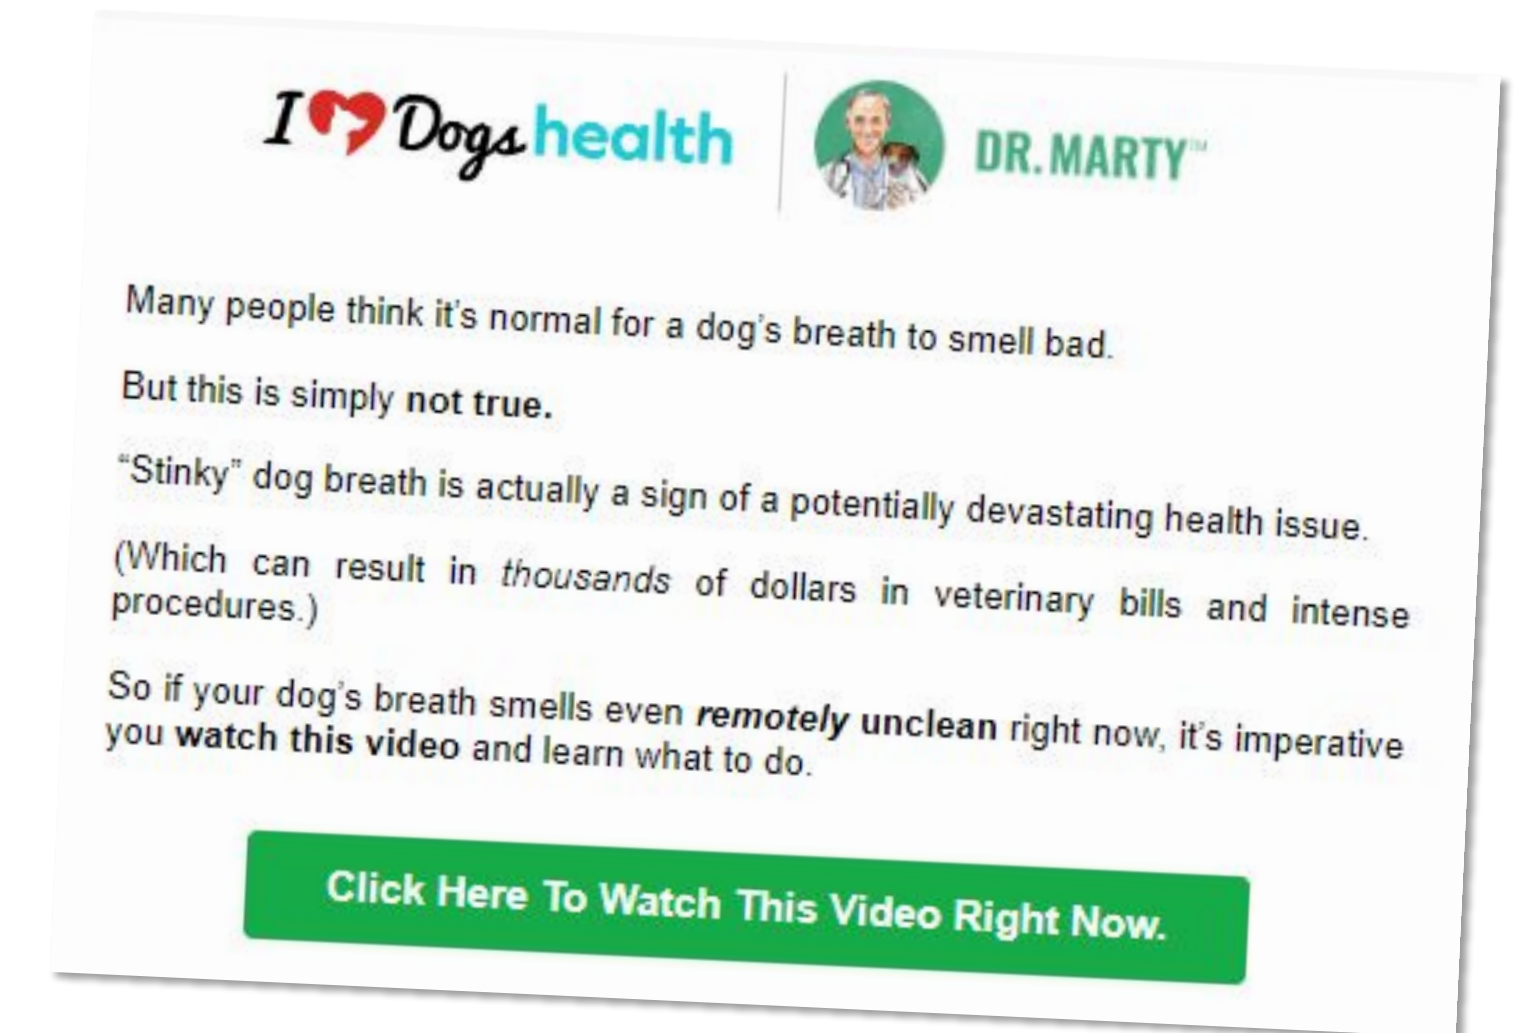 I Dogs health
DR. MARTY™
Many people think it's normal for a dog's breath to smell bad.
But this is simply not true.
“Stinky” dog breath is actually a sign of a potentially devastating health issue.
(Which can result in thousands of dollars in veterinary bills and intense
procedures.)
So if your dog's breath smells even remotely unclean right now, it's imperative
you watch this video and learn what to do.
Click Here To Watch This Video Right Now.